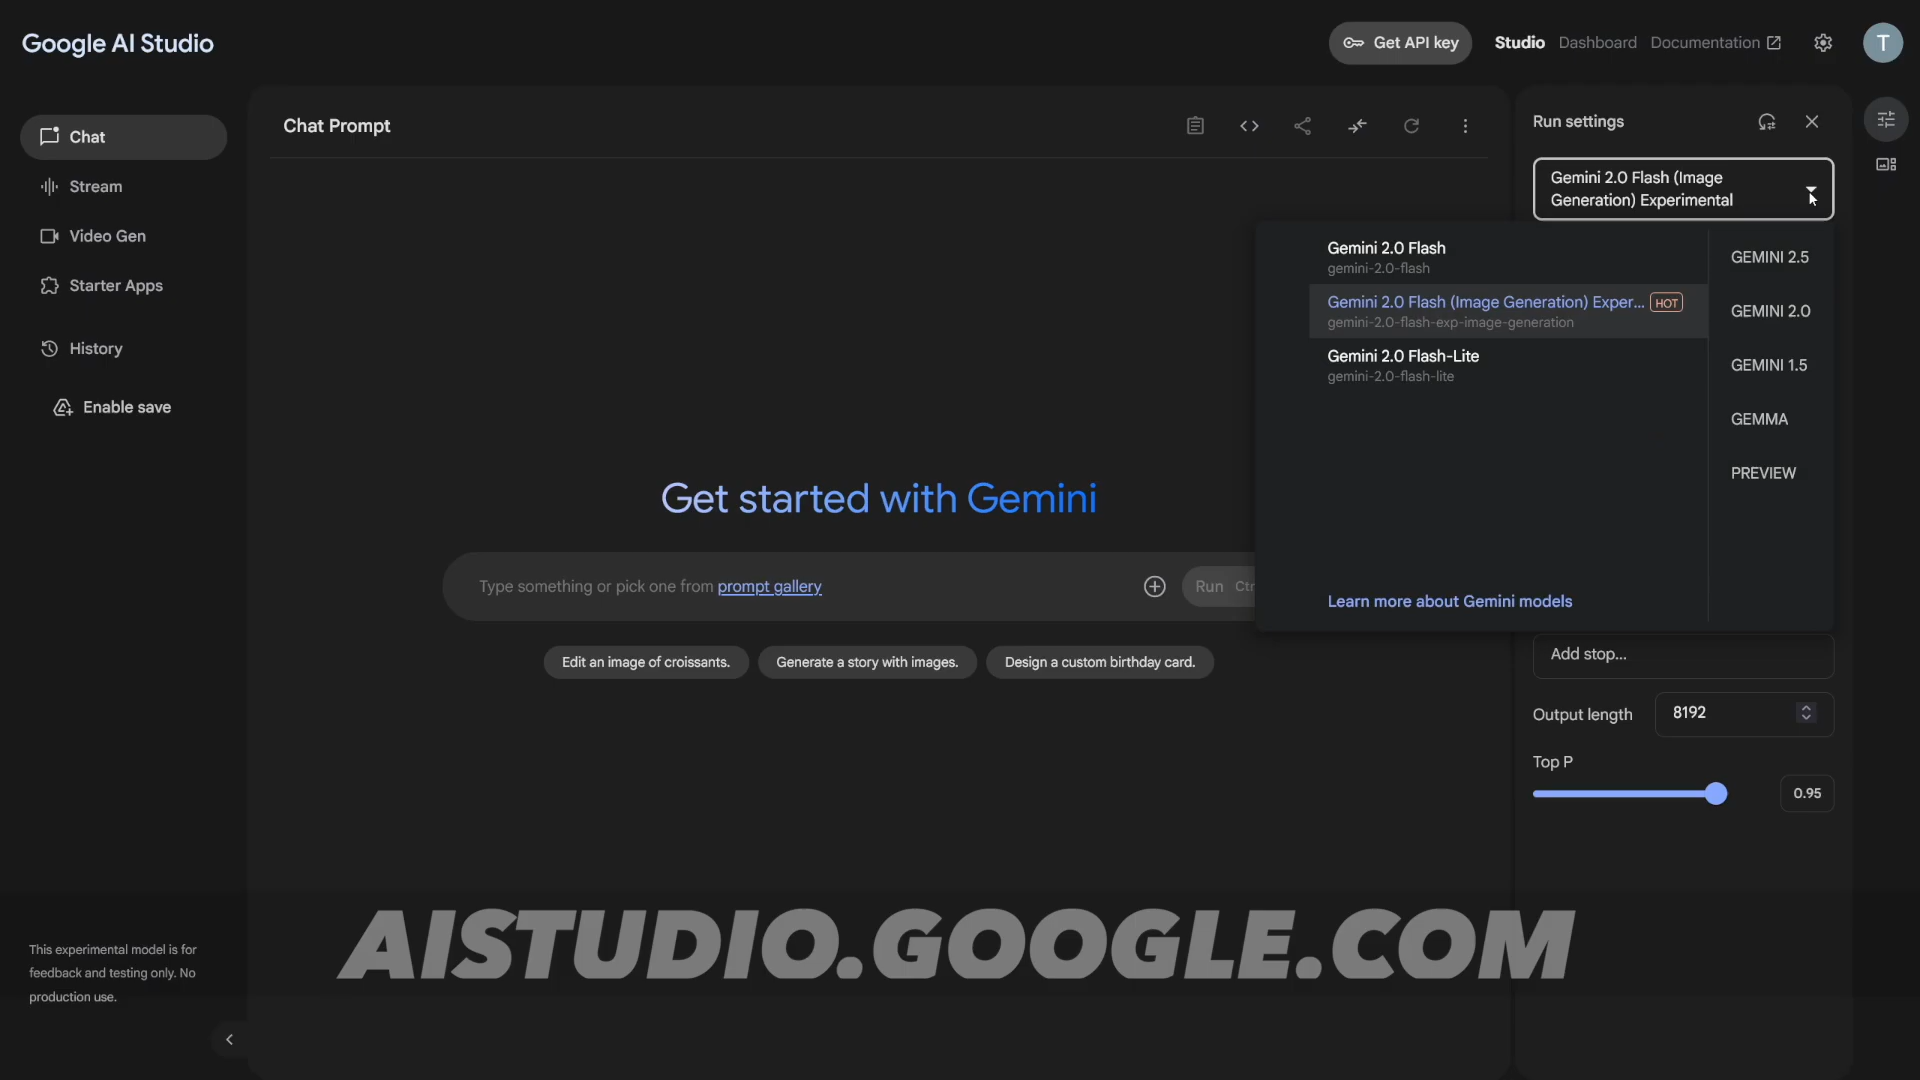 Google AI Studio
Get API key
Studio
Dashboard
Documentation
T
Chat
Stream
Video Gen
Starter Apps
History
Enable save
This experimental model is for
feedback and testing only. No
production use.
Chat Prompt
Get started with Gemini
Type something or pick one from prompt gallery
Run Ctr
Edit an image of croissants.
Generate a story with images.
Design a custom birthday card.
Run settings
Gemini 2.0 Flash (Image
Generation) Experimental
Gemini 2.0 Flash
gemini-2.0-flash
Gemini 2.0 Flash (Image Generation) Exper... HOT
gemini-2.0-flash-exp-image-generation
Gemini 2.0 Flash-Lite
gemini-2.0-flash-lite
Learn more about Gemini models
GEMINI 2.5
GEMINI 2.0
GEMINI 1.5
GEMMA
PREVIEW
Add stop...
Output length
8192
Top P
0.95
AISTUDIO.GOOGLE.COM